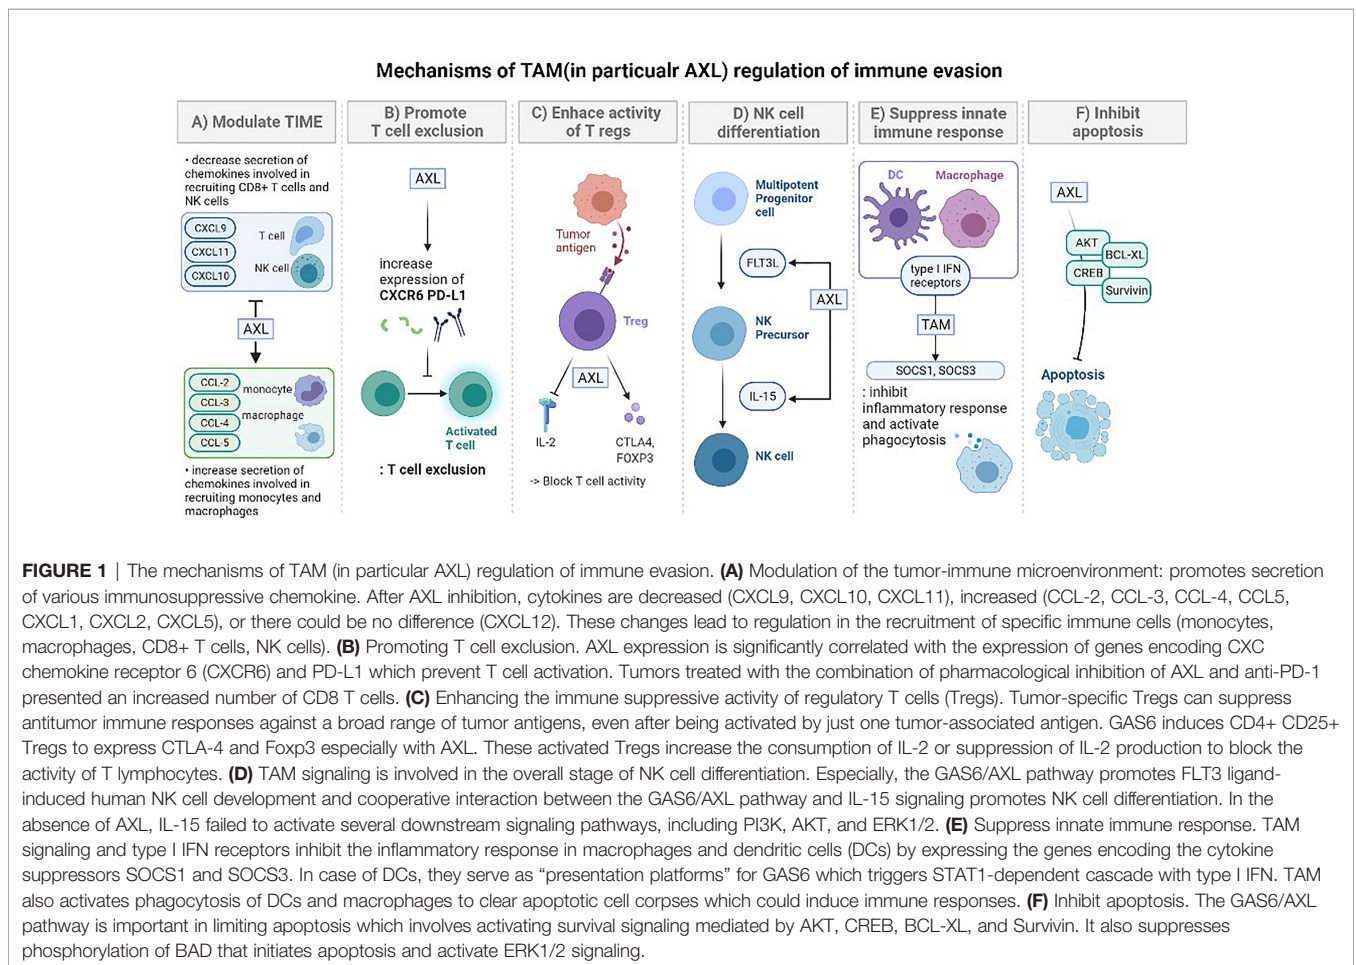 Mechanisms of TAM(in particualr AXL) regulation of immune evasion
A) Modulate TIME
• decrease secretion of
chemokines involved in
recruiting CD8+ T cells and
NK cells
CXCL9
CXCL11
CXCL10
T cell
NK cell
AXL
CCL-2
CCL-3
CCL-4
CCL-5
monocyte
macrophage
• increase secretion of
chemokines involved in
recruiting monocytes and
macrophages
B) Promote
T cell exclusion
AXL
increase
expression of
CXCR6 PD-L1
Activated
T cell
: T cell exclusion
C) Enhace activity
of T regs
Tumor
antigen
Treg
AXL
IL-2
CTLA4,
FOXP3
-> Block T cell activity
D) NK cell
differentiation
Multipotent
Progenitor
cell
FLT3L
AXL
NK
Precursor
IL-15
NK cell
E) Suppress innate
immune response
DC
Macrophage
type I IFN
receptors
TAM
SOCS1, SOCS3
: inhibit
inflammatory response
and activate
phagocytosis
F) Inhibit
apoptosis
AXL
AKT
BCL-XL
CREB
Survivin
Apoptosis
FIGURE 1 | The mechanisms of TAM (in particular AXL) regulation of immune evasion. (A) Modulation of the tumor-immune microenvironment: promotes secretion
of various immunosuppressive chemokine. After AXL inhibition, cytokines are decreased (CXCL9, CXCL10, CXCL11), increased (CCL-2, CCL-3, CCL-4, CCL5,
CXCL1, CXCL2, CXCL5), or there could be no difference (CXCL12). These changes lead to regulation in the recruitment of specific immune cells (monocytes,
macrophages, CD8+ T cells, NK cells). (B) Promoting T cell exclusion. AXL expression is significantly correlated with the expression of genes encoding CXC
chemokine receptor 6 (CXCR6) and PD-L1 which prevent T cell activation. Tumors treated with the combination of pharmacological inhibition of AXL and anti-PD-1
presented an increased number of CD8 T cells. (C) Enhancing the immune suppressive activity of regulatory T cells (Tregs). Tumor-specific Tregs can suppress
antitumor immune responses against a broad range of tumor antigens, even after being activated by just one tumor-associated antigen. GAS6 induces CD4+ CD25+
Tregs to express CTLA-4 and Foxp3 especially with AXL. These activated Tregs increase the consumption of IL-2 or suppression of IL-2 production to block the
activity of T lymphocytes. (D) TAM signaling is involved in the overall stage of NK cell differentiation. Especially, the GAS6/AXL pathway promotes FLT3 ligand-
induced human NK cell development and cooperative interaction between the GAS6/AXL pathway and IL-15 signaling promotes NK cell differentiation. In the
absence of AXL, IL-15 failed to activate several downstream signaling pathways, including PI3K, AKT, and ERK1/2. (E) Suppress innate immune response. TAM
signaling and type I IFN receptors inhibit the inflammatory response in macrophages and dendritic cells (DCs) by expressing the genes encoding the cytokine
suppressors SOCS1 and SOCS3. In case of DCs, they serve as “presentation platforms” for GAS6 which triggers STAT1-dependent cascade with type I IFN. TAM
also activates phagocytosis of DCs and macrophages to clear apoptotic cell corpses which could induce immune responses. (F) Inhibit apoptosis. The GAS6/AXL
pathway is important in limiting apoptosis which involves activating survival signaling mediated by AKT, CREB, BCL-XL, and Survivin. It also suppresses
phosphorylation of BAD that initiates apoptosis and activate ERK1/2 signaling.